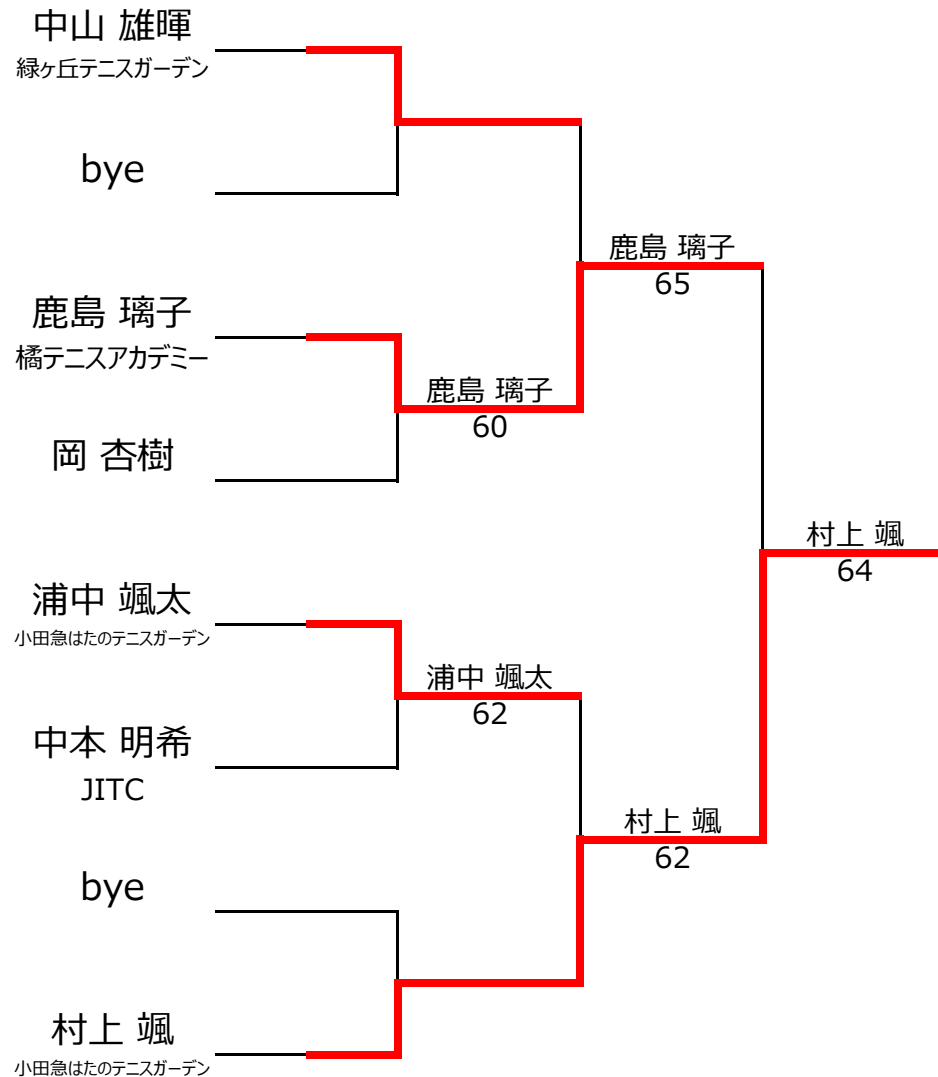 中山 雄暉
緑ヶ丘テニスガーデン
bye
鹿島 璃子
65
鹿島 璃子
橘テニスアカデミー
鹿島 璃子
60
岡 杏樹
村上 颯
64
浦中 颯太
小田急はたのテニスガーデン
浦中 颯太
62
中本 明希
JITC
村上 颯
62
bye
村上 颯
小田急はたのテニスガーデン